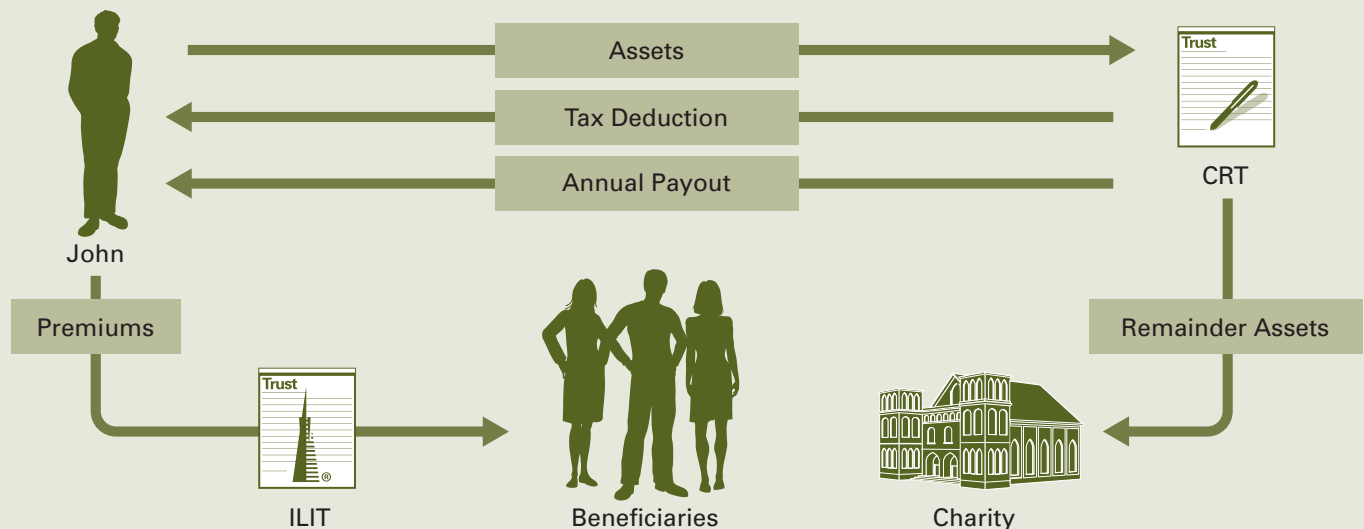 Assets
Trust
Tax Deduction
Annual Payout
CRT
John
Premiums
Remainder Assets
Trust
®
ILIT
Beneficiaries
Charity